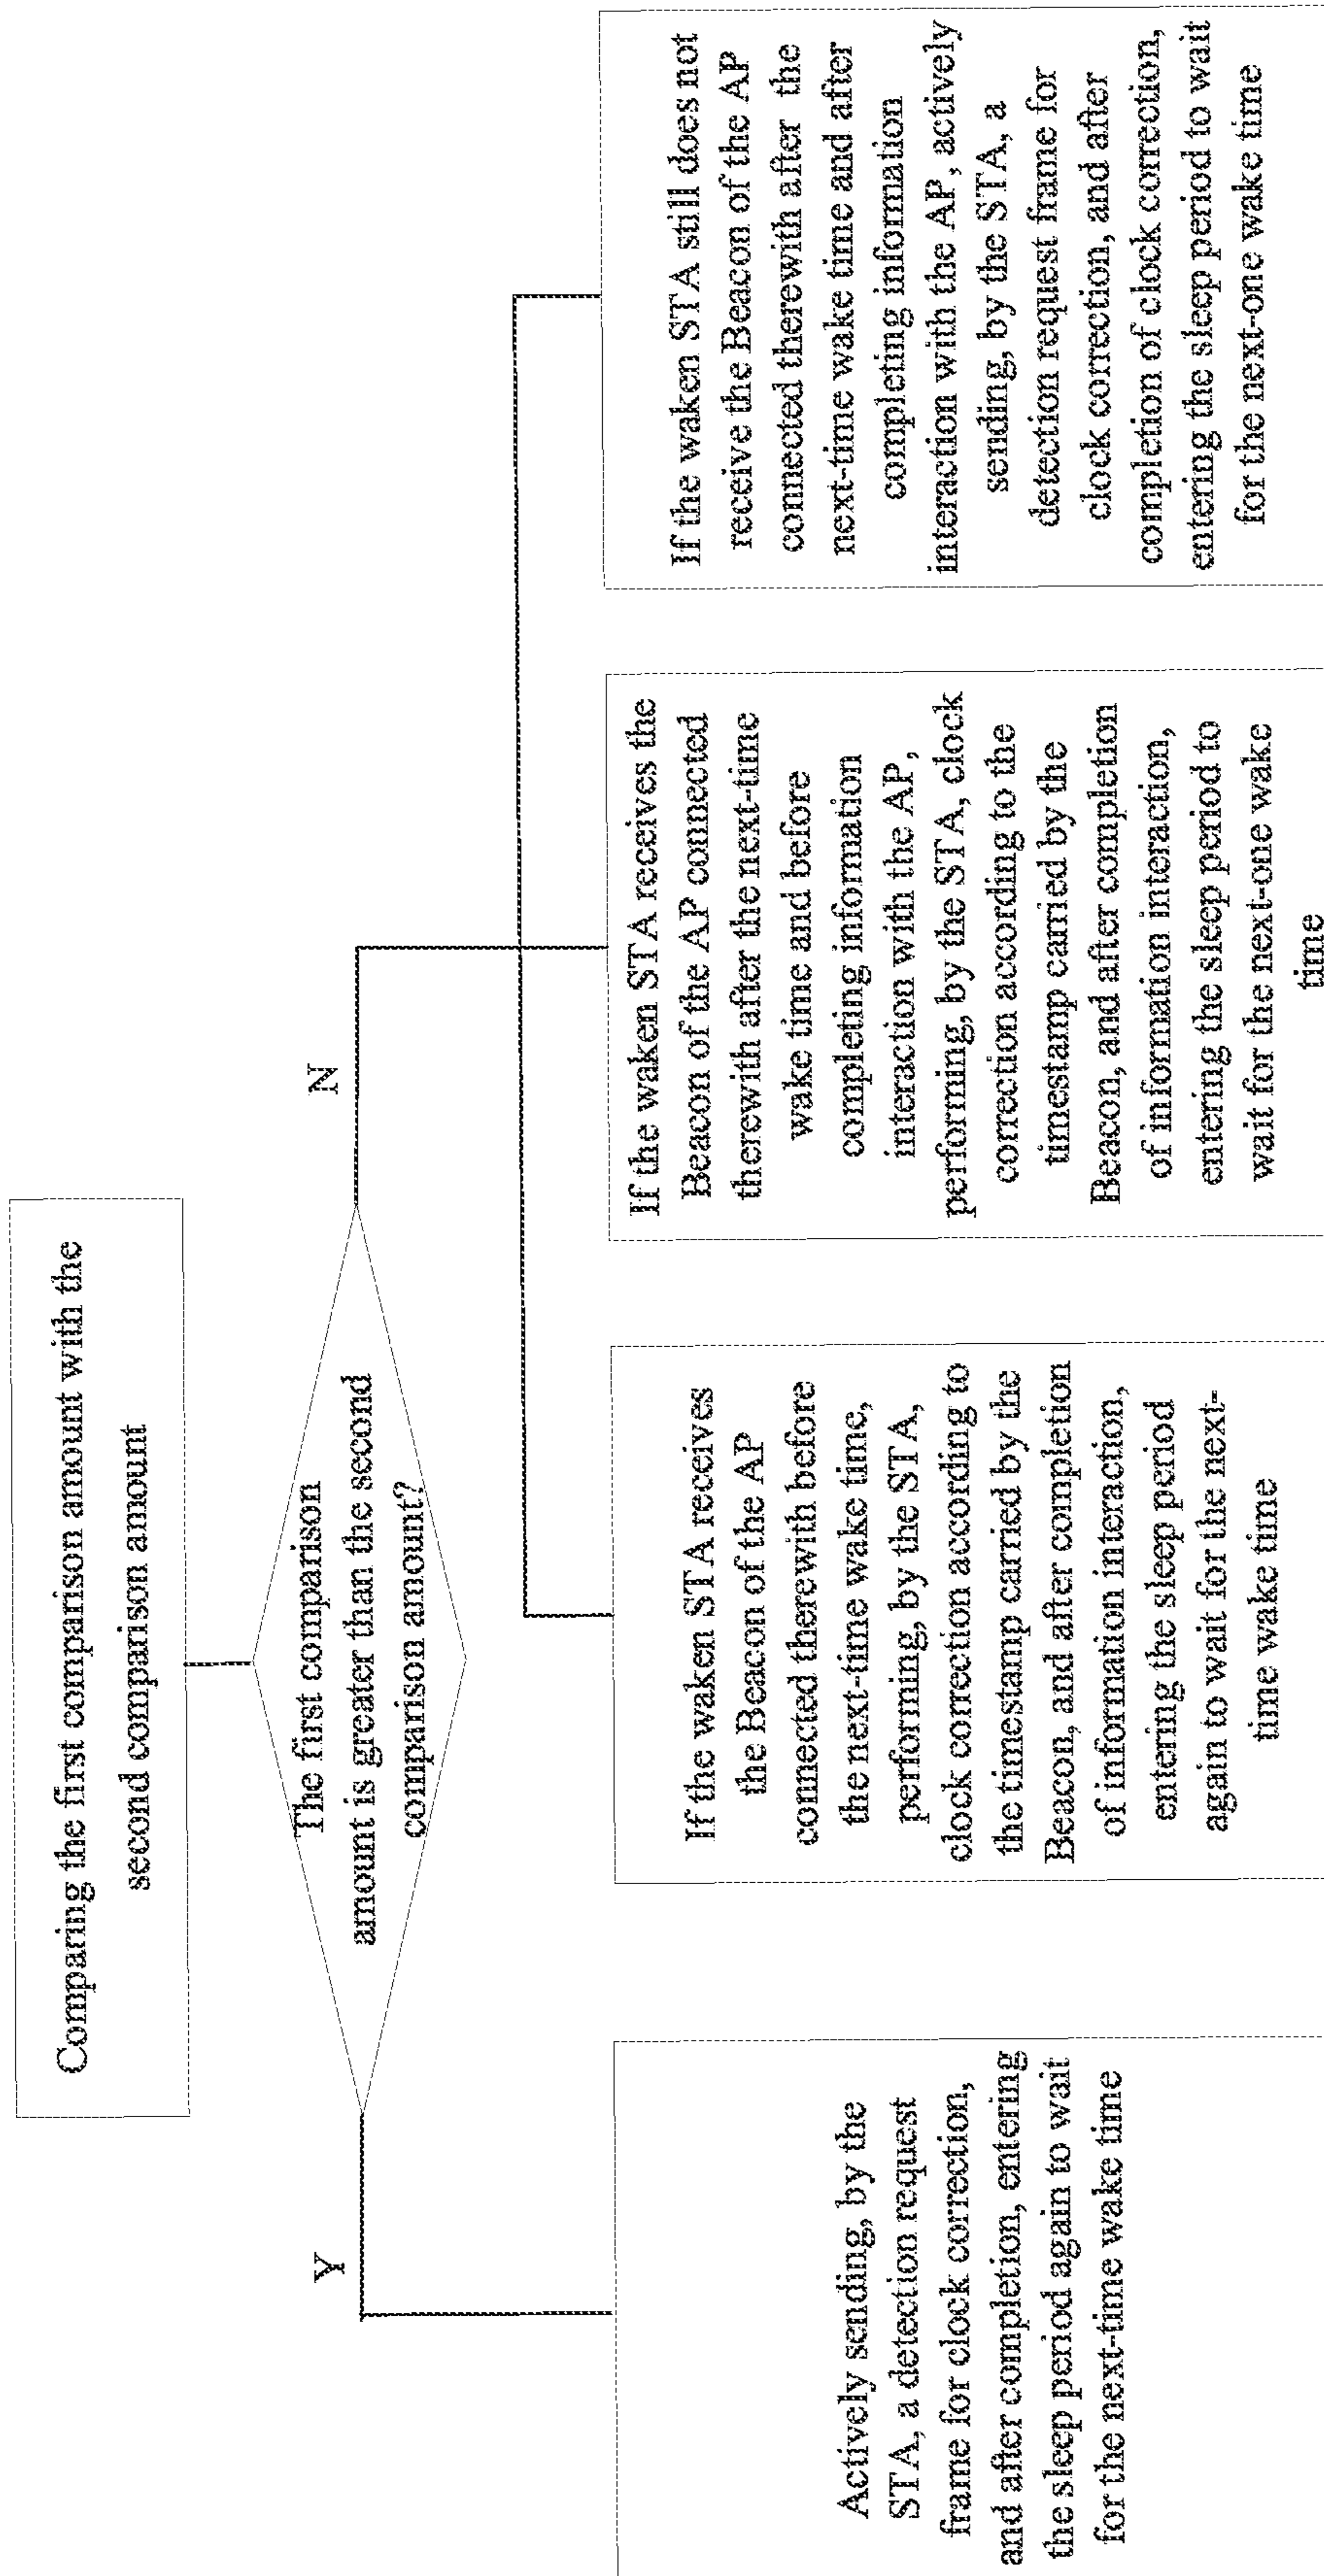 Comparing the first comparison amount with the
second comparison amount
The first comparison
amount is greater than the second
comparison amount?
Y
N
Actively sending, by the
STA, a detection request
frame for clock correction,
and after completion, entering
the sleep period again to wait
for the next-time wake time
If the waken STA receives
the Beacon of the AP
connected therewith before
the next-time wake time,
performing, by the STA,
clock correction according to
the timestamp carried by the
Beacon, and after completion
of information interaction,
entering the sleep period
again to wait for the next-
time wake time
If the waken STA receives the
Beacon of the AP connected
therewith after the next-time
wake time and before
completing information
interaction with the AP,
performing, by the STA, clock
correction according to the
timestamp carried by the
Beacon, and after completion
of information interaction,
entering the sleep period to
wait for the next-one wake
time
If the waken STA still does not
receive the Beacon of the AP
connected therewith after the
next-time wake and after
completing information
interaction with the AP, actively
sending, by the STA, a
detection request frame for
clock correction, and after
completion of clock correction,
entering the sleep period to wait
for the next-one wake time